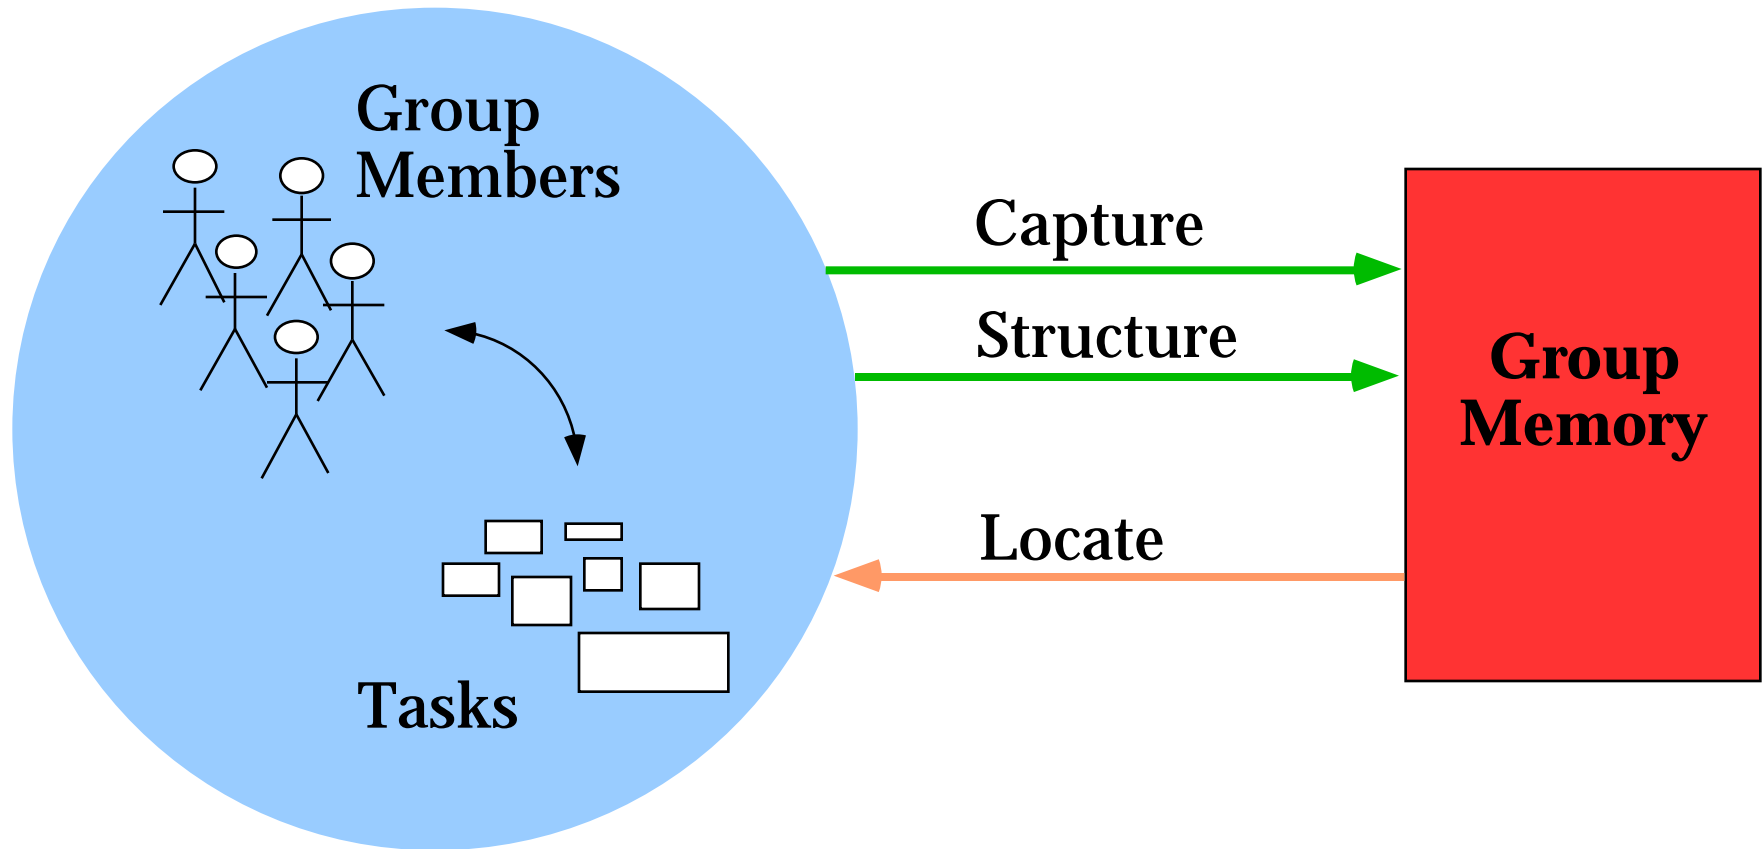 Group
Members
Capture
Structure
Group
Memory
Locate
Tasks